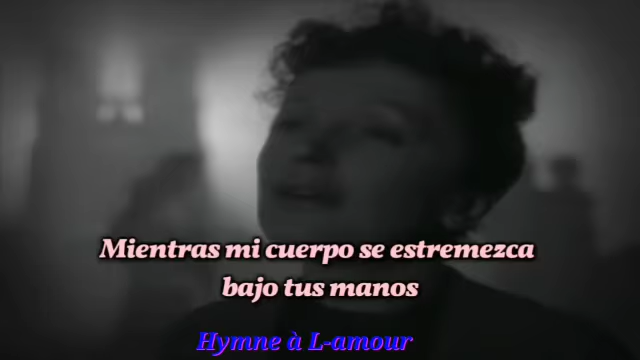 Mientras mi cuerpo se estremezca
bajo tus manos
Hymne à L-amour